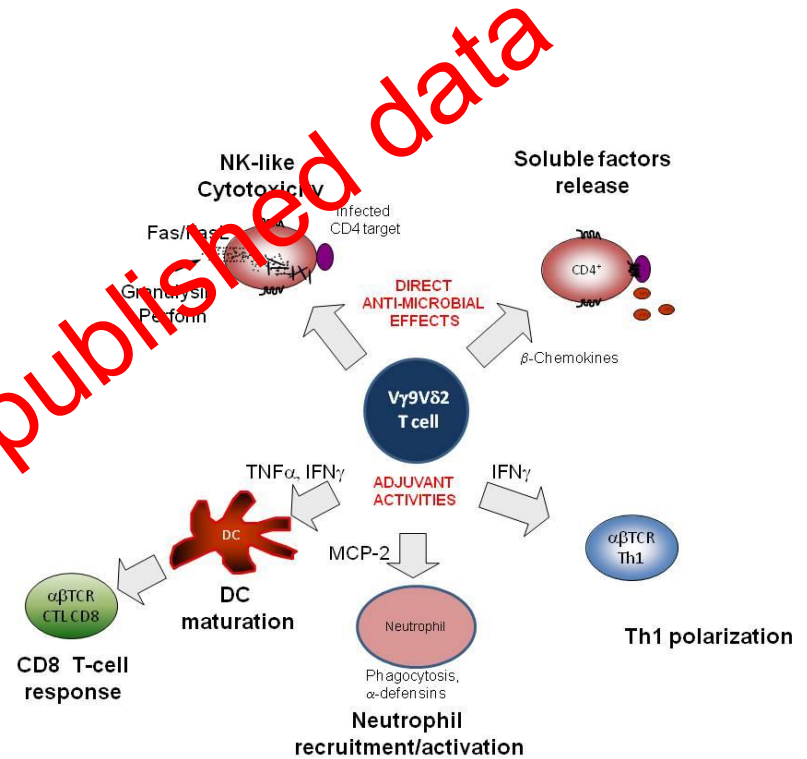 published data
NK-like
Cytotoxicity
Soluble factors
release
Infected
CD4 target
Fas/FasL
Granulysin
Perforin
CD4⁺
DIRECT
ANTI-MICROBIAL
EFFECTS
β-Chemokines
Vγ9Vδ2
T cell
TNFα, IFNγ
ADJUVANT
ACTIVITIES
IFNγ
DC
MCP-2
αβTCR
Th1
αβTCR
CTL CD8
DC
maturation
Neutrophil
Th1 polarization
CD8 T-cell
response
Phagocytosis,
α-defensins
Neutrophil
recruitment/activation